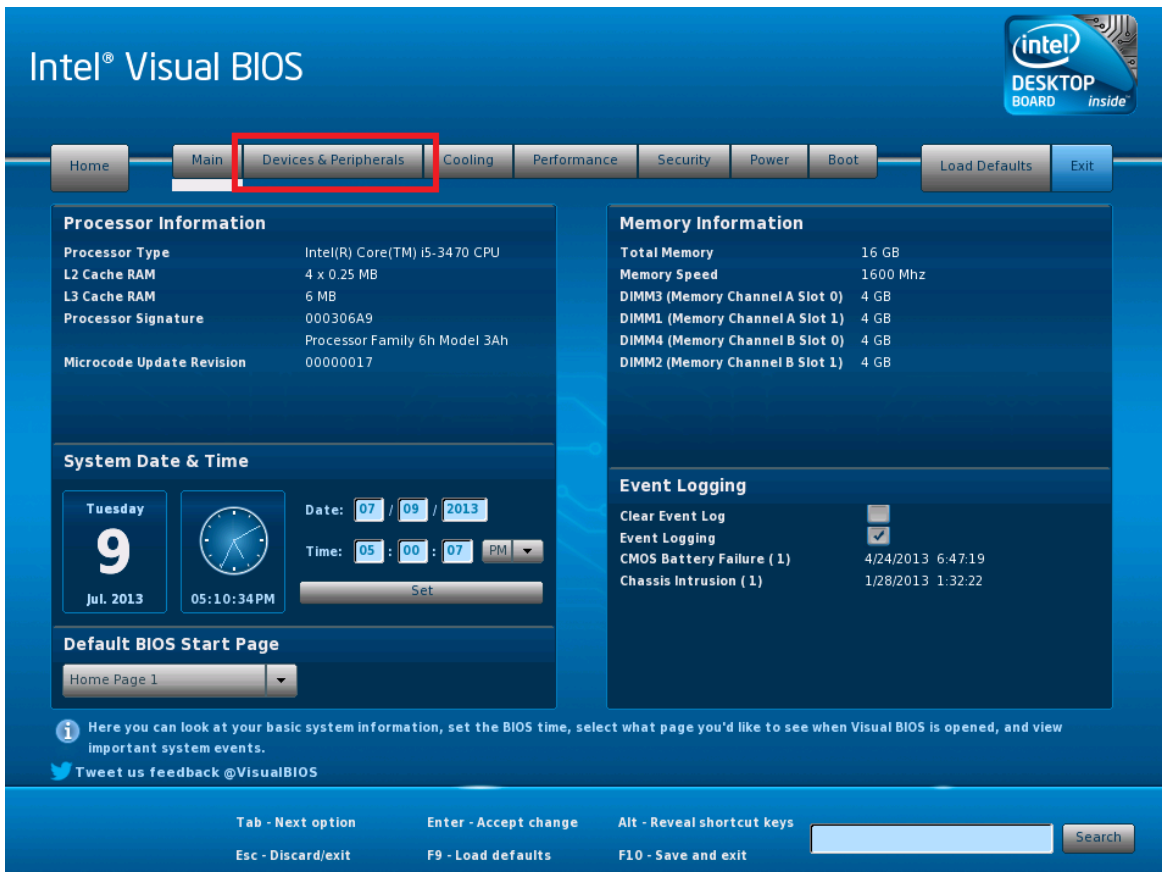 Intel® Visual BIOS
intel
DESKTOP
BOARD inside™
Home Main Devices & Peripherals Cooling Performance Security Power Boot Load Defaults Exit
Processor Information
Processor Type Intel(R) Core(TM) i5-3470 CPU
L2 Cache RAM 4 x 0.25 MB
L3 Cache RAM 6 MB
Processor Signature 000306A9
Processor Family 6h Model 3Ah
Microcode Update Revision 00000017
Memory Information
Total Memory 16 GB
Memory Speed 1600 Mhz
DIMM3 (Memory Channel A Slot 0) 4 GB
DIMM1 (Memory Channel A Slot 1) 4 GB
DIMM4 (Memory Channel B Slot 0) 4 GB
DIMM2 (Memory Channel B Slot 1) 4 GB
System Date & Time
Tuesday
9
Jul. 2013
05:10:34PM
Date: 07 / 09 / 2013
Time: 05 : 00 : 07 PM
Set
Event Logging
Clear Event Log
Event Logging
CMOS Battery Failure ( 1) 4/24/2013 6:47:19
Chassis Intrusion ( 1) 1/28/2013 1:32:22
Default BIOS Start Page
Home Page 1
Here you can look at your basic system information, set the BIOS time, select what page you'd like to see when Visual BIOS is opened, and view
important system events.
Tweet us feedback @VisualBIOS
Tab - Next option Enter - Accept change Alt - Reveal shortcut keys
Search
Esc - Discard/exit F9 - Load defaults F10 - Save and exit